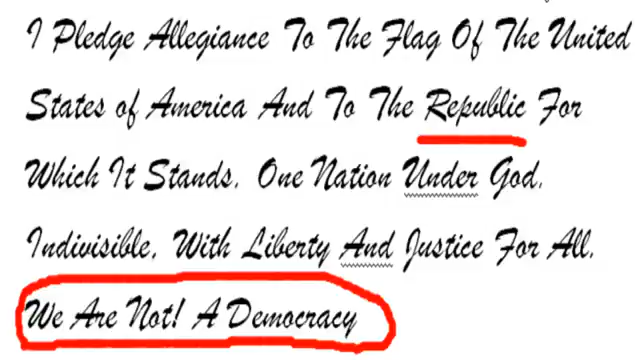 I Pledge Allegiance To The Flag Of The United
States of America And To The Republic For
Which It Stands, One Nation Under God,
Indivisible, With Liberty And Justice For All.
We Are Not! A Democracy